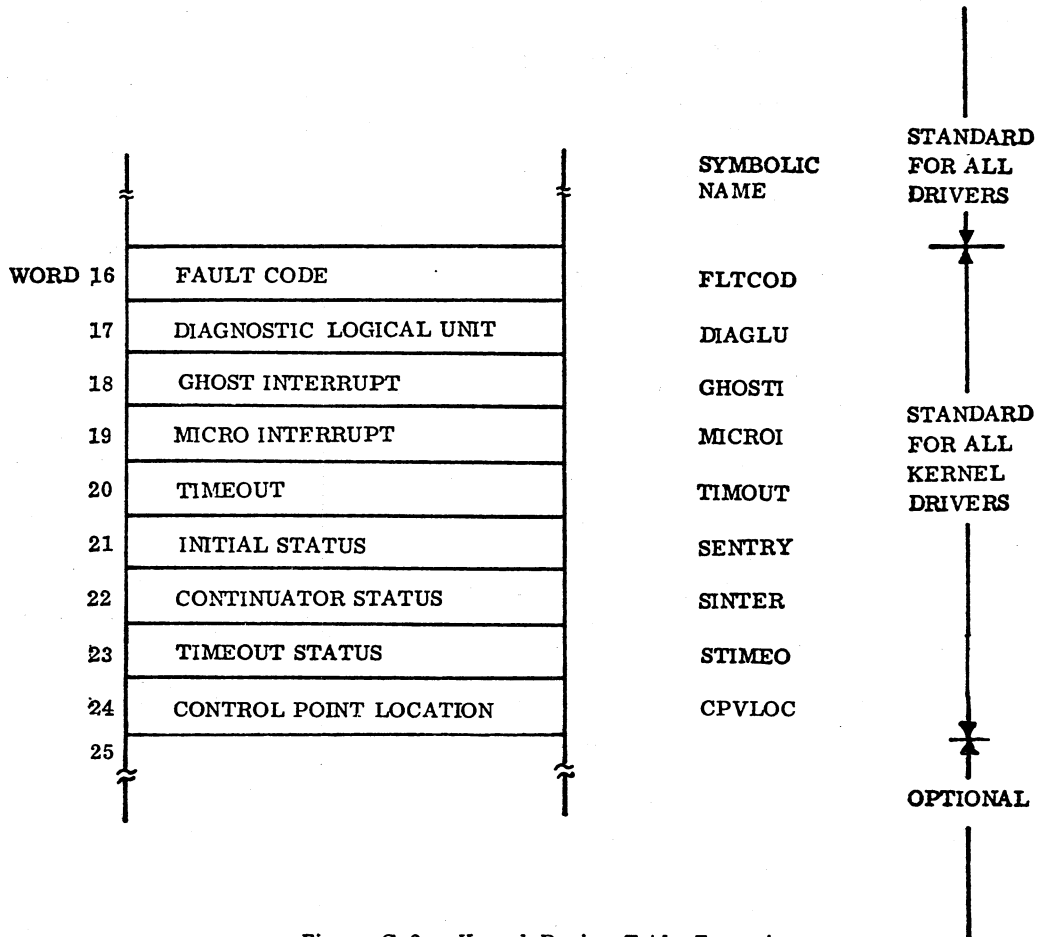 SYMBOLIC
NAME
STANDARD
FOR ALL
DRIVERS
WORD 16 FAULT CODE FLTCOD
17 DIAGNOSTIC LOGICAL UNIT DIAGLU
18 GHOST INTERRUPT GHOSTI
19 MICRO INTERRUPT MICROI
20 TIMEOUT TIMOUT
21 INITIAL STATUS SENTRY
22 CONTINUATOR STATUS SINTER
23 TIMEOUT STATUS STIMEO
24 CONTROL POINT LOCATION CPVLOC
25
STANDARD
FOR ALL
KERNEL
DRIVERS
OPTIONAL